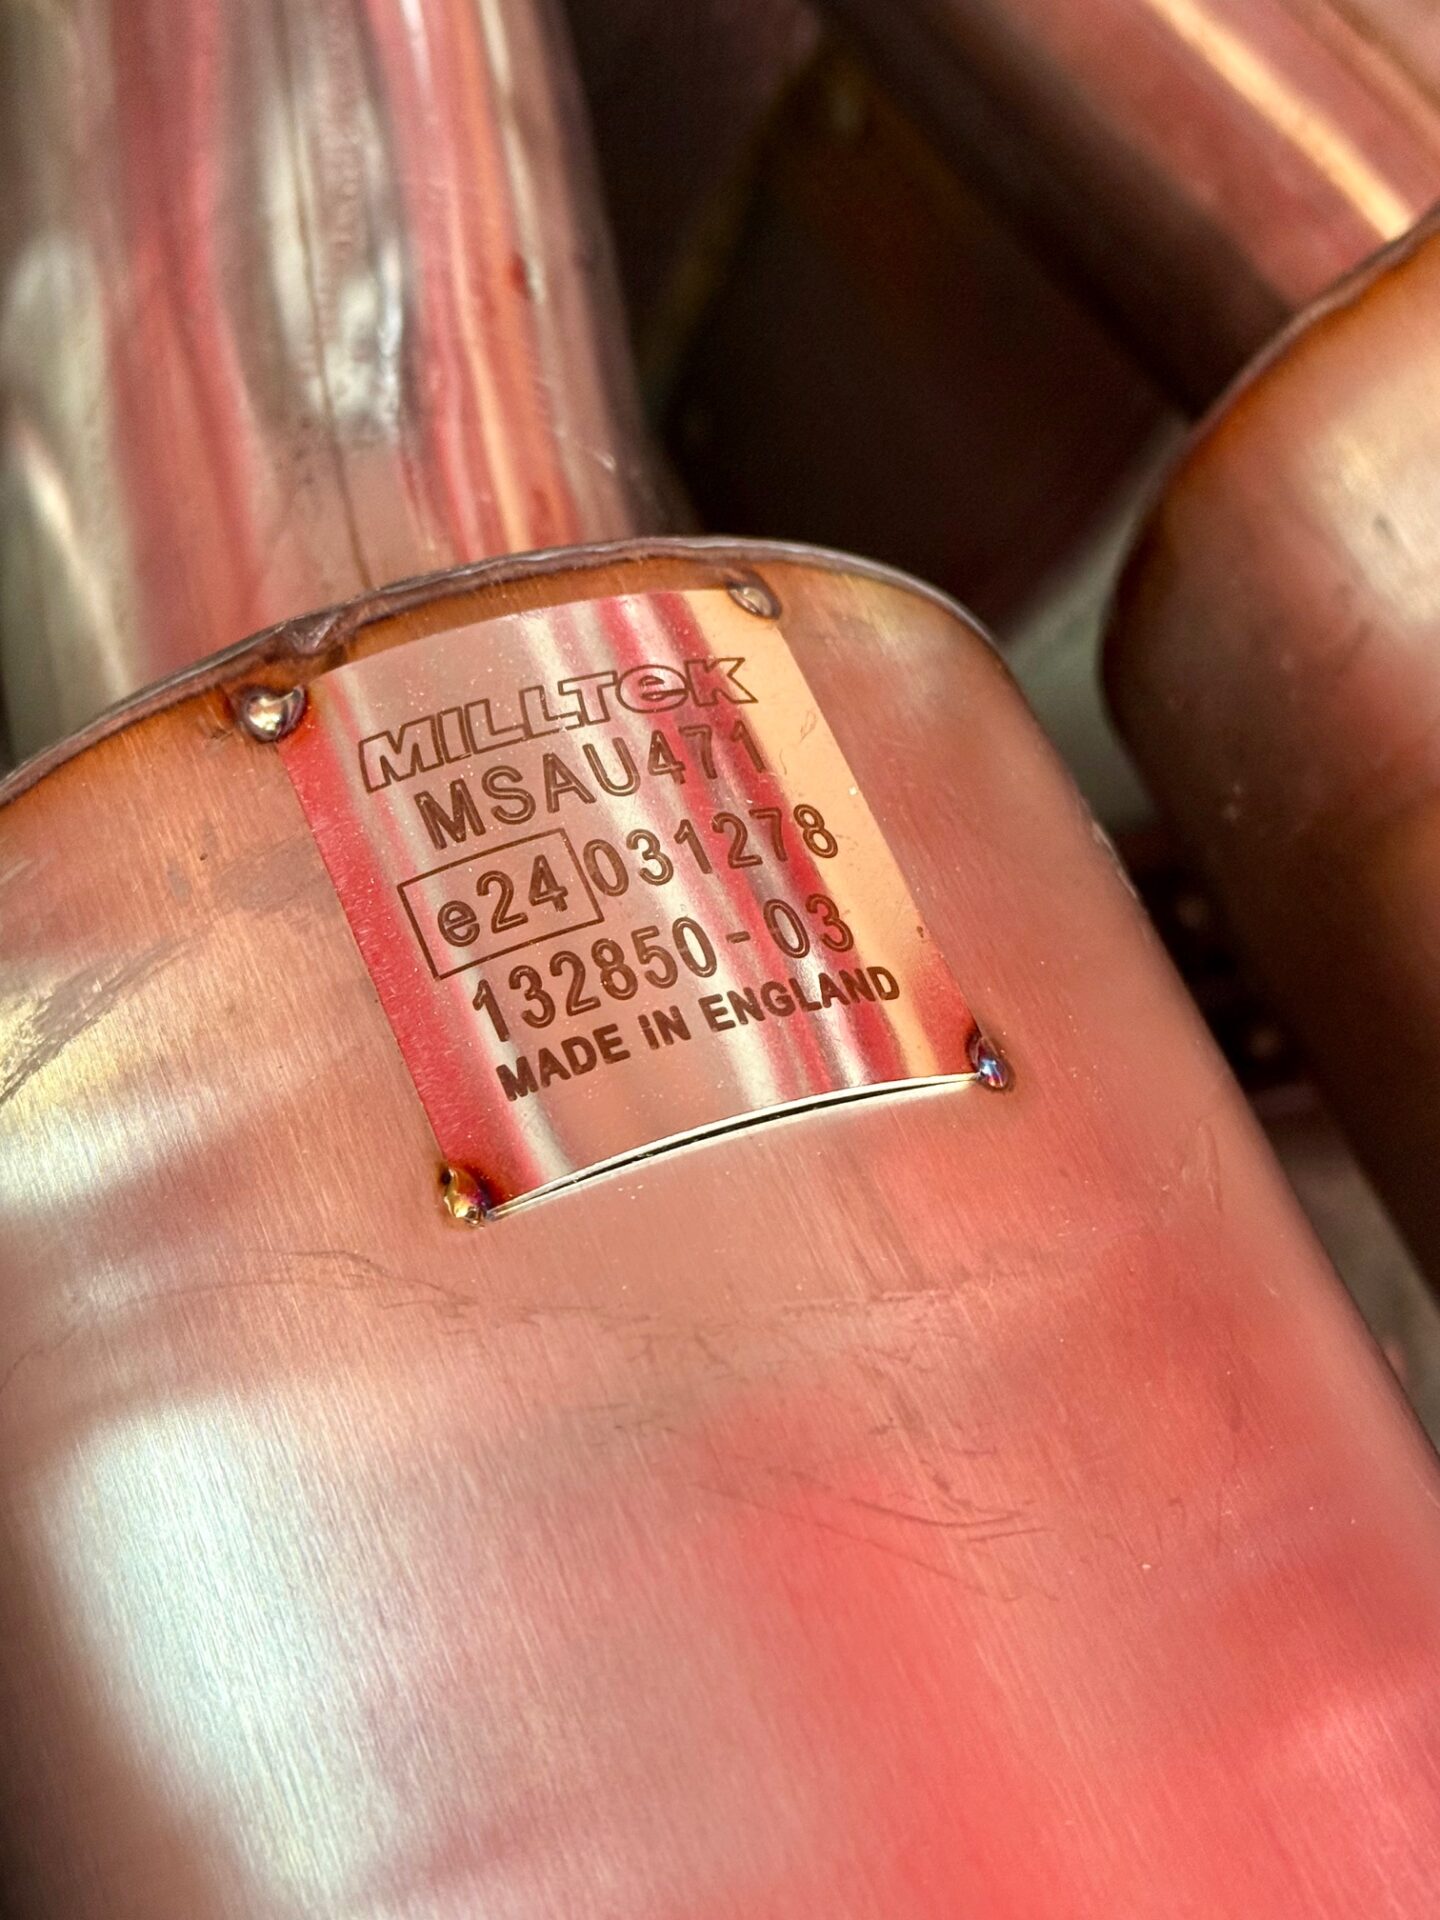 MILLTeK
MSAU471
e24 031278
132850-03
MADE IN ENGLAND